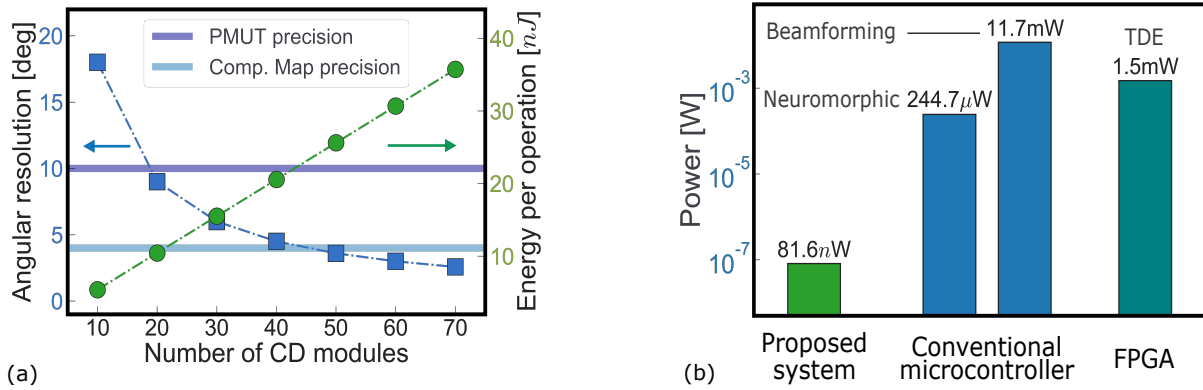 PMUT precision
Comp. Map precision
Angular resolution [deg]
20
15
10
5
0
Energy per operation [nJ]
40
30
20
10
10 20 30 40 50 60 70
Number of CD modules
(a)
Power [W]
10⁻³
10⁻⁵
10⁻⁷
Beamforming
11.7mW
TDE
1.5mW
Neuromorphic
244.7μW
81.6nW
Proposed
system
Conventional
microcontroller
FPGA
(b)